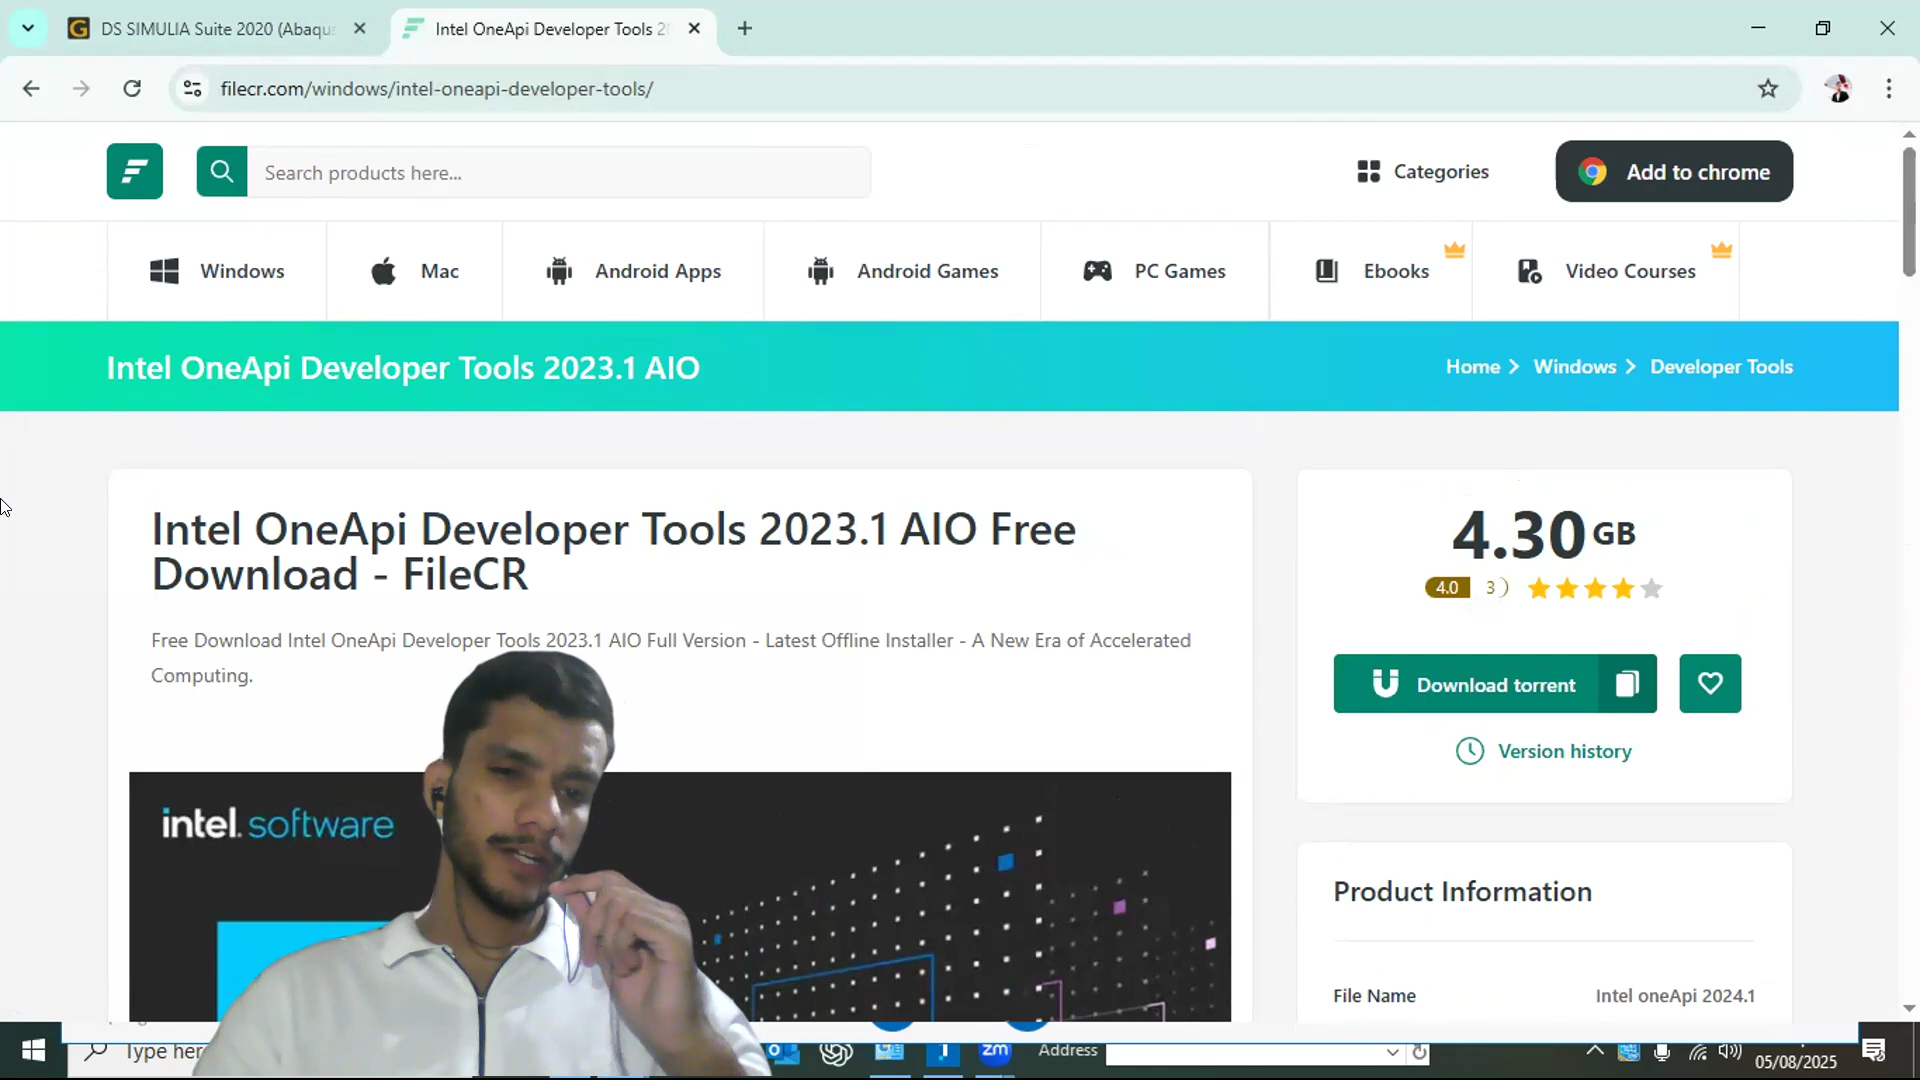 DS SIMULIA Suite 2020 (Abaqu
Intel OneApi Developer Tools 2
filecr.com/windows/intel-oneapi-developer-tools/
Search products here...
Categories
Add to chrome
Windows
Mac
Android Apps
Android Games
PC Games
Ebooks
Video Courses
Intel OneApi Developer Tools 2023.1 AIO
Home
Windows
Developer Tools
Intel OneApi Developer Tools 2023.1 AIO Free
Download - FileCR
Free Download Intel OneApi Developer Tools 2023.1 AIO Full Version - Latest Offline Installer - A New Era of Accelerated
Computing.
intel. software
4.30 GB
4.0 3 )
Download torrent
Version history
Product Information
File Name
Intel oneApi 2024.1
Type her
zm
Address
05/08/2025